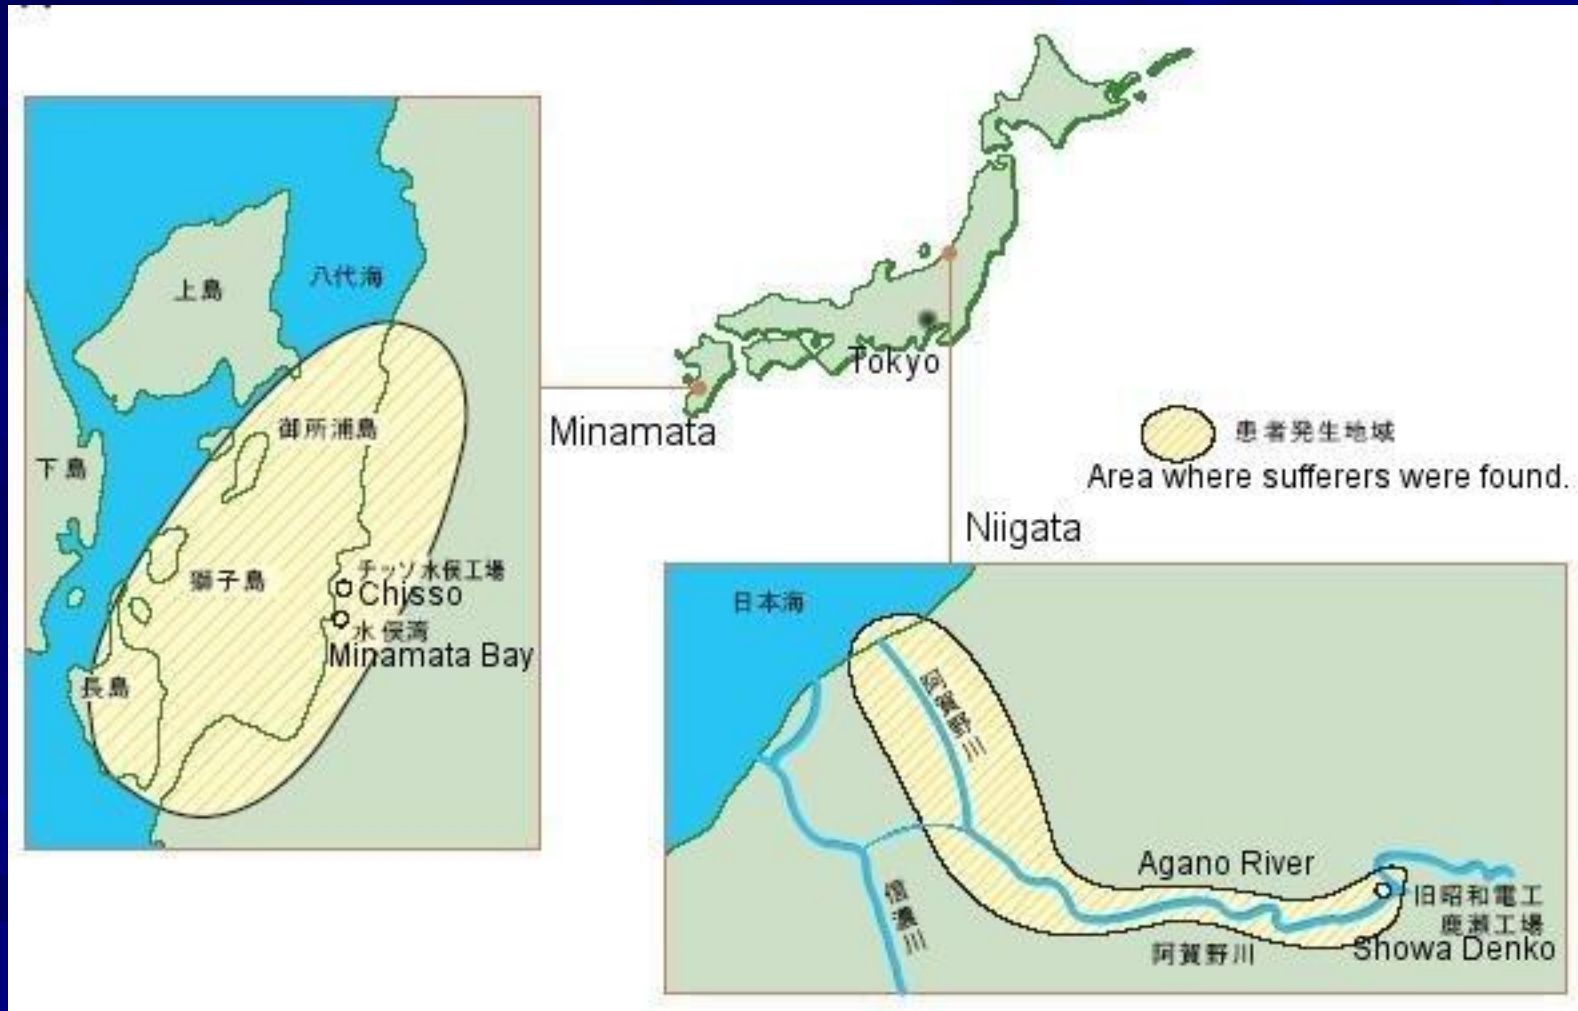 上島
八代海
御所浦島
下島
獅子島
チッソ水俣工場
Chisso
水俣湾
Minamata Bay
長島
Minamata
Tokyo
患者発生地域
Area where sufferers were found.
Niigata
日本海
阿賀野川
信濃川
Agano River
阿賀野川
旧昭和電工
鹿瀬工場
Showa Denko